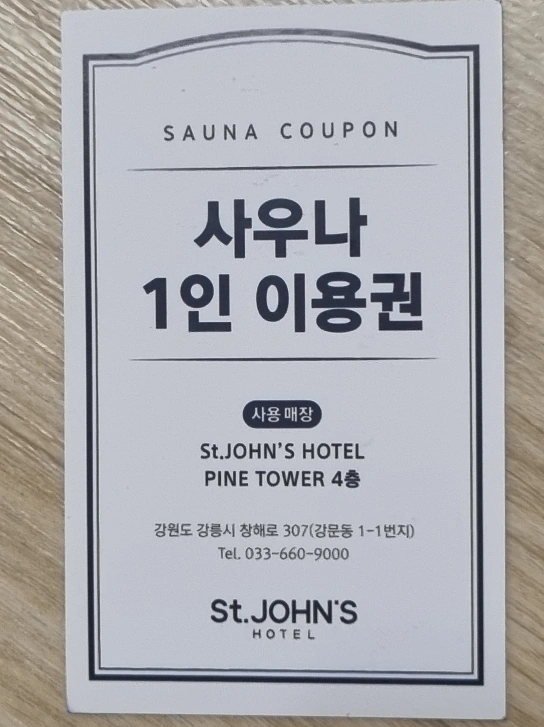 SAUNA COUPON
사우나
1인 이용권
사용 매장
St.JOHN'S HOTEL
PINE TOWER 4층
강원도 강릉시 창해로 307(강문동 1-1번지)
Tel. 033-660-9000
St.JOHN'S
HOTEL